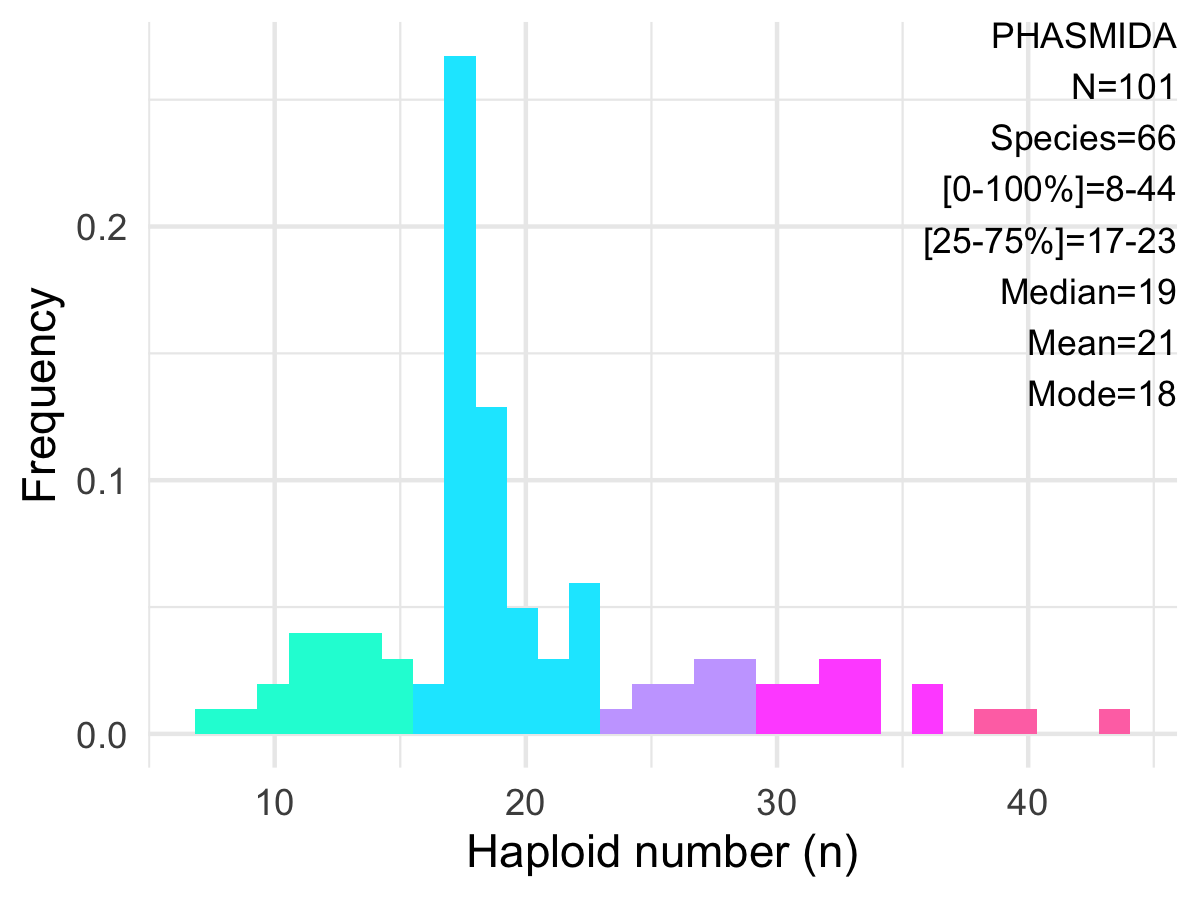 PHASMIDA
N=101
Species=66
[0-100%]=8-44
[25-75%]=17-23
Median=19
Mean=21
Mode=18
Frequency
0.2
0.1
0.0
10 20 30 40
Haploid number (n)